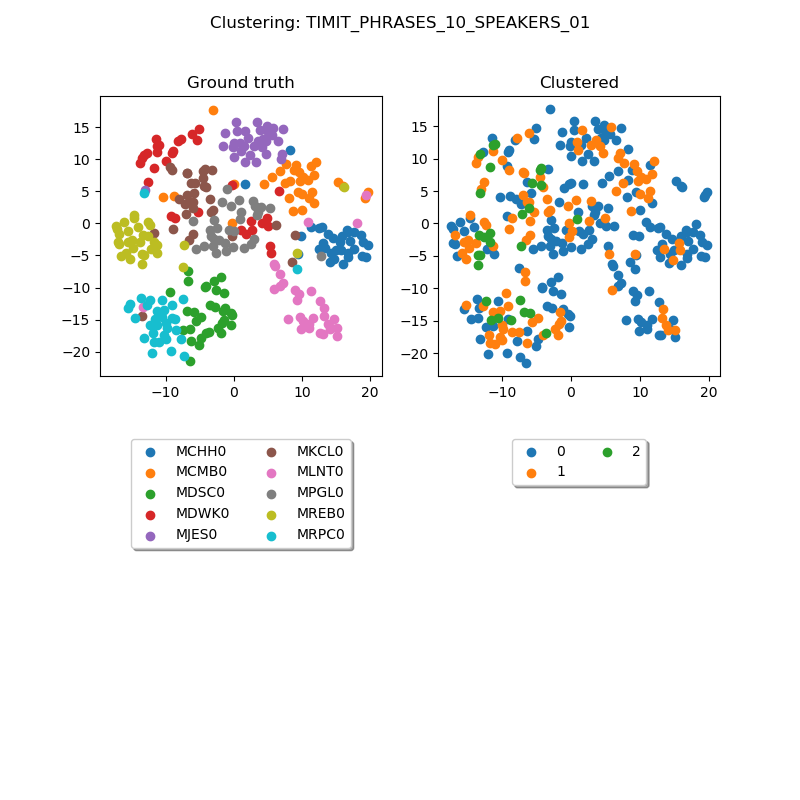 Clustering: TIMIT_PHRASES_10_SPEAKERS_01
Ground truth
Clustered
15
10
5
0
−5
−10
−15
−20
−10 0 10 20
15
10
5
0
−5
−10
−15
−20
−10 0 10 20
MCHH0 MKCL0
MCMB0 MLNT0
MDSC0 MPGL0
MDWK0 MREB0
MJES0 MRPC0
0 2
1